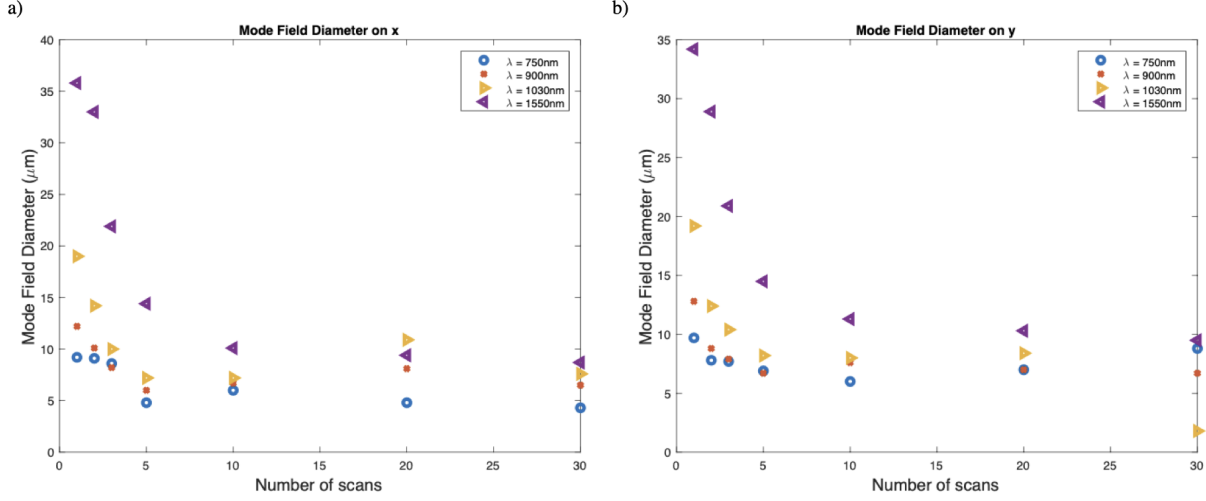 a)
Mode Field Diameter on x
40
35
30
25
20
15
10
5
0
Mode Field Diameter (μm)
0 5 10 15 20 25 30
Number of scans
λ = 750nm
λ = 900nm
λ = 1030nm
λ = 1550nm
b)
Mode Field Diameter on y
35
30
25
20
15
10
5
0
Mode Field Diameter (μm)
0 5 10 15 20 25 30
Number of scans
λ = 750nm
λ = 900nm
λ = 1030nm
λ = 1550nm